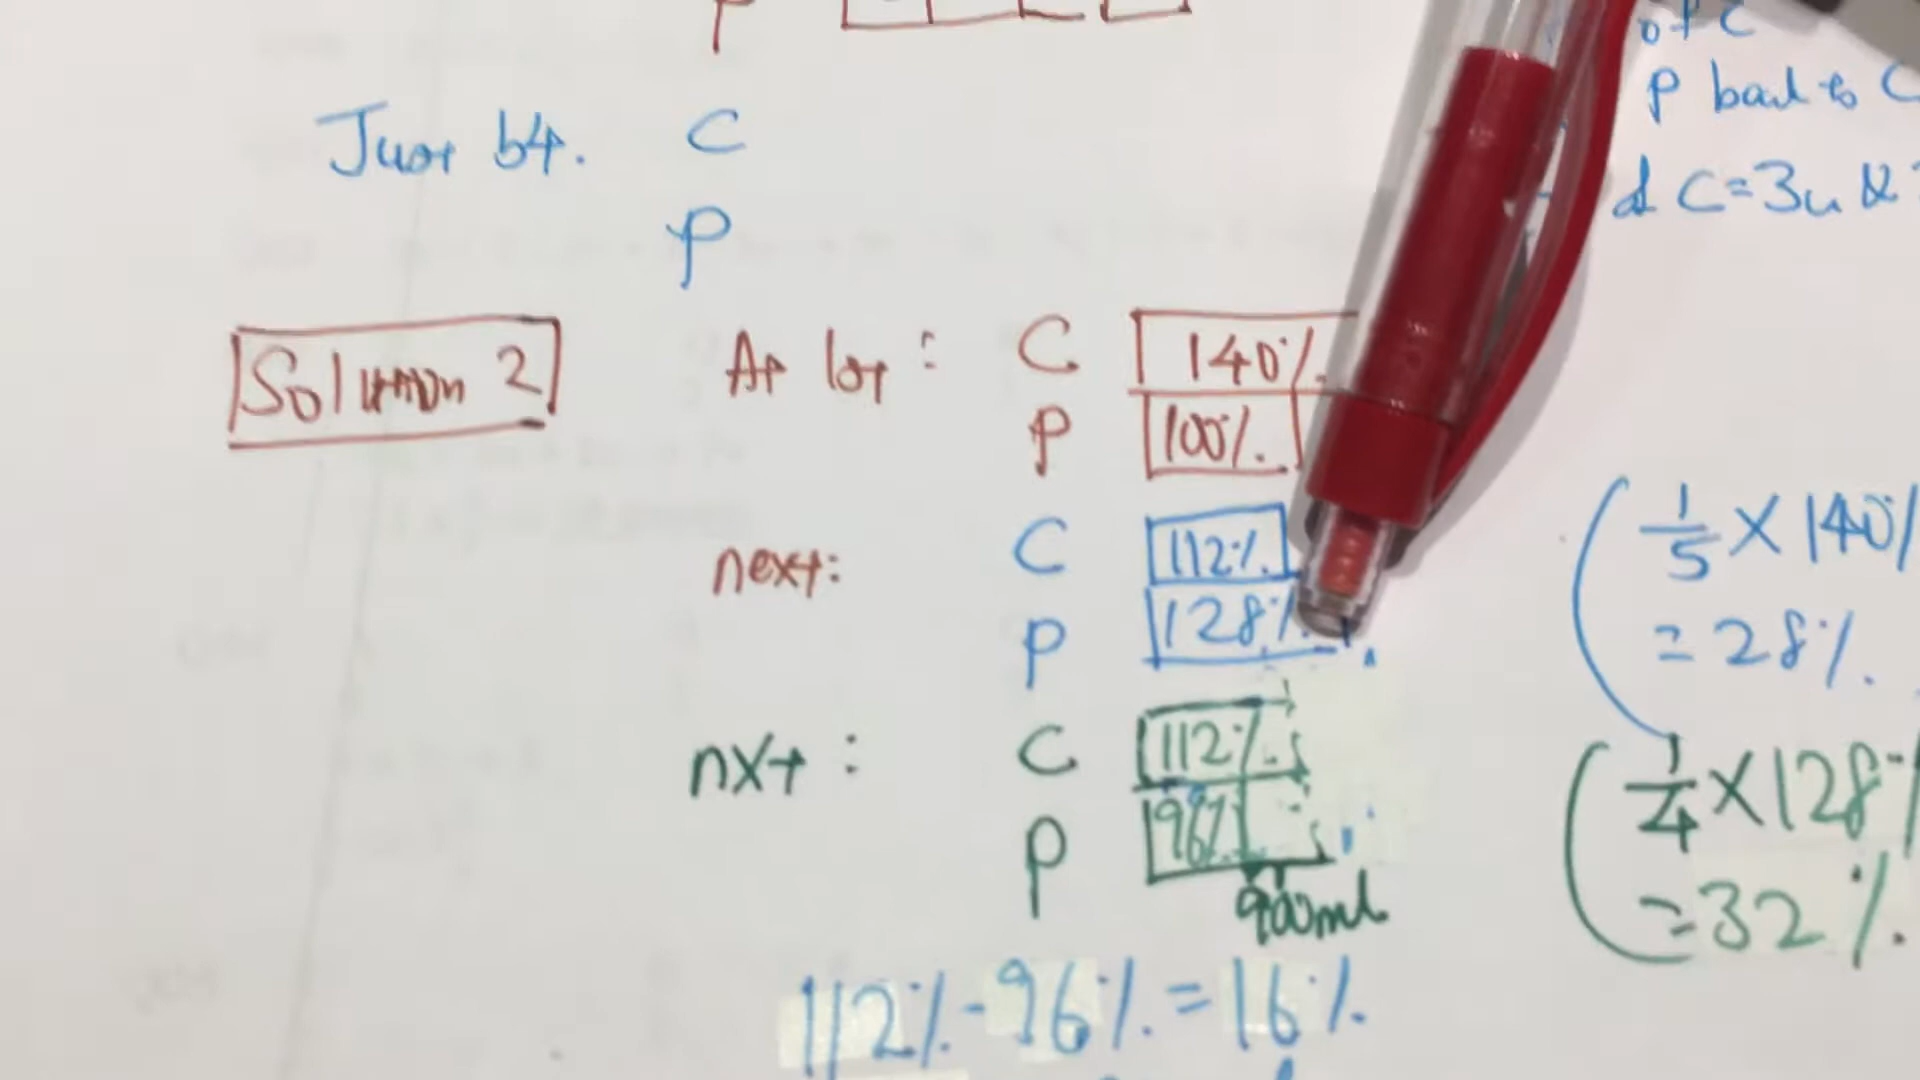 P
of C
P back to C
Just b4. C
& C=3u &
P
Solution 2
At 1st : C 140%
P 100%
next: C 112%
P 128%
1/5 X 140%
= 28%.
nxt : C 112%
P 96%
900ml
1/4 X 128%
= 32%.
112% - 96% = 16%